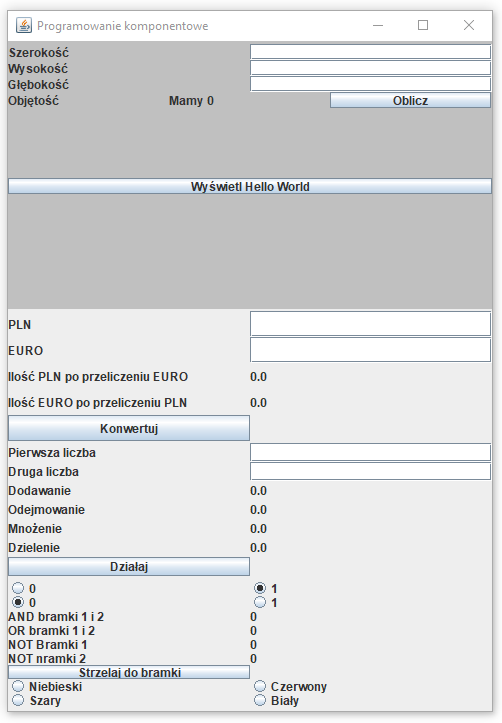 Programowanie komponentowe
Szerokość
Wysokość
Głębokość
Objętość Mamy 0 Oblicz
Wyświetl Hello World
PLN
EURO
Ilość PLN po przeliczeniu EURO 0.0
Ilość EURO po przeliczeniu PLN 0.0
Konwertuj
Pierwsza liczba
Druga liczba
Dodawanie 0.0
Odejmowanie 0.0
Mnożenie 0.0
Dzielenie 0.0
Działaj
0 1
0 1
AND bramki 1 i 2 0
OR bramki 1 i 2 0
NOT Bramki 1 0
NOT nramki 2 0
Strzelaj do bramki
Niebieski Czerwony
Szary Biały